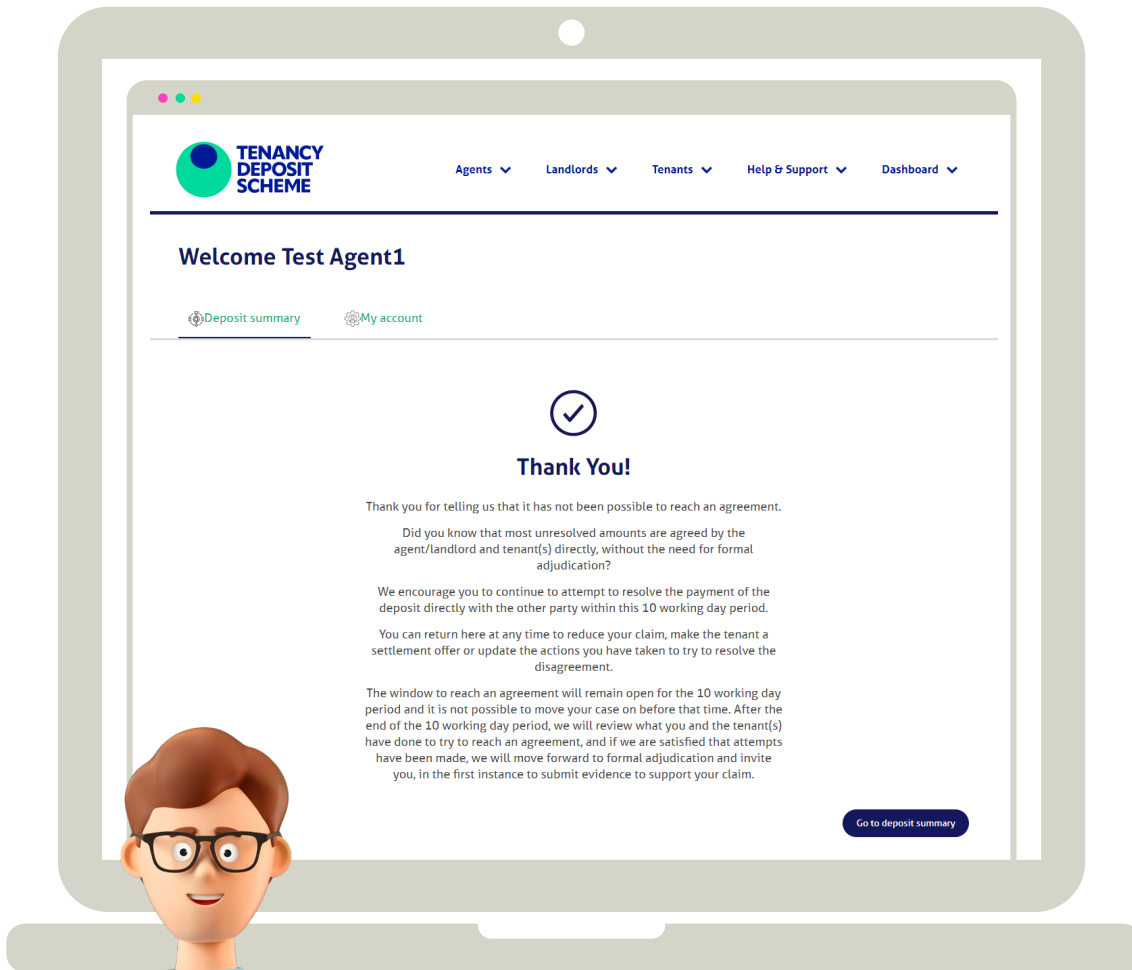 TENANCY
DEPOSIT
SCHEME
Agents
Landlords
Tenants
Help & Support
Dashboard
Welcome Test Agent1
Deposit summary
My account
Thank You!
Thank you for telling us that it has not been possible to reach an agreement.
Did you know that most unresolved amounts are agreed by the
agent/landlord and tenant(s) directly, without the need for formal
adjudication?
We encourage you to continue to attempt to resolve the payment of the
deposit directly with the other party within this 10 working day period.
You can return here at any time to reduce your claim, make the tenant a
settlement offer or update the actions you have taken to try to resolve the
disagreement.
The window to reach an agreement will remain open for the 10 working day
period and it is not possible to move your case on before that time. After the
end of the 10 working day period, we will review what you and the tenant(s)
have done to try to reach an agreement, and if we are satisfied that attempts
have been made, we will move forward to formal adjudication and invite
you, in the first instance to submit evidence to support your claim.
Go to deposit summary